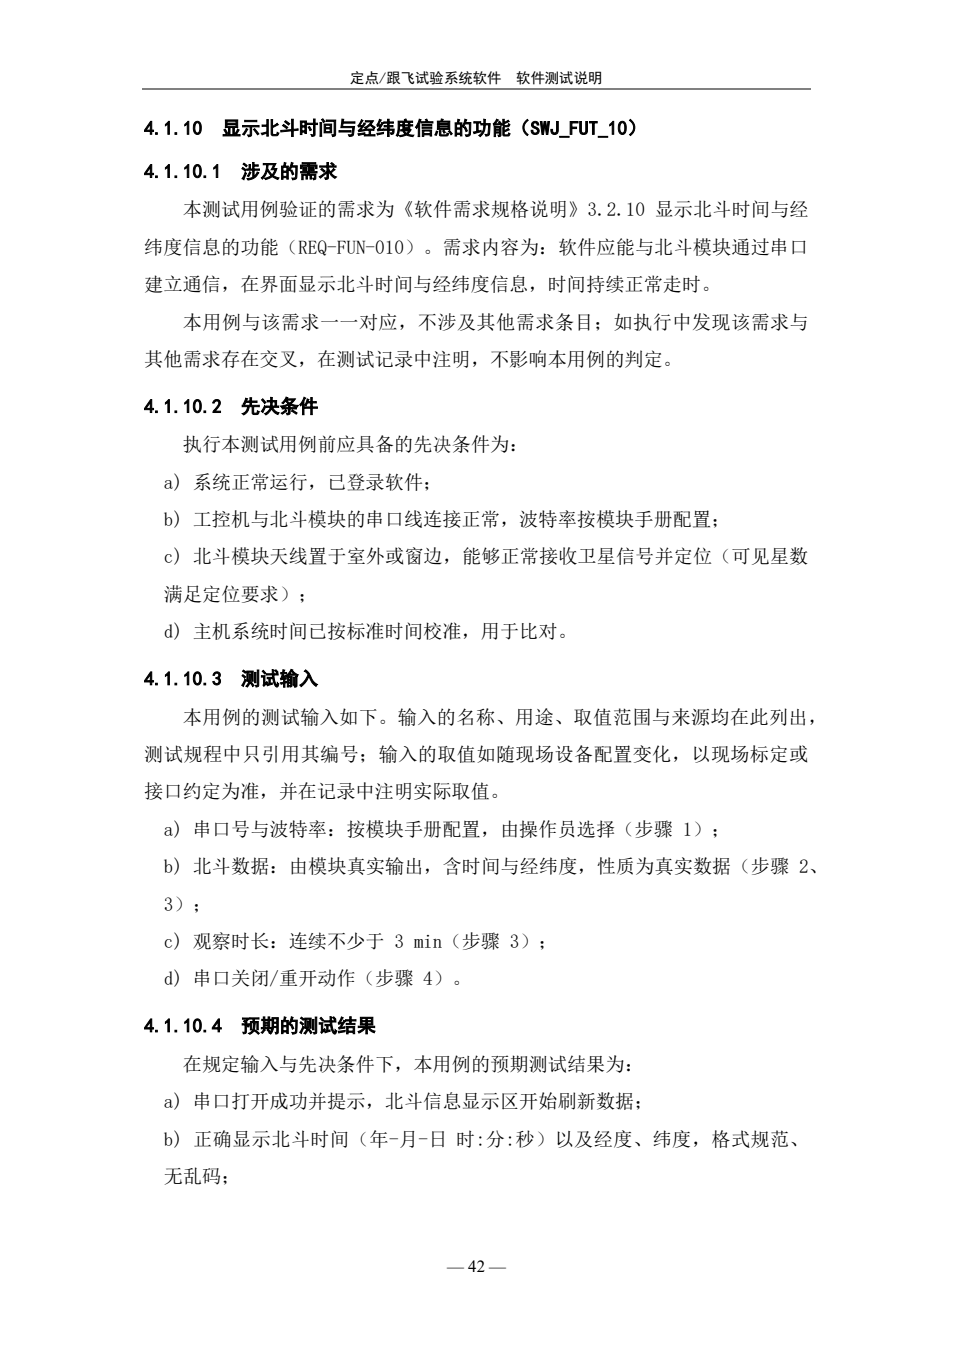 定点/跟飞试验系统软件　软件测试说明
4.1.10　显示北斗时间与经纬度信息的功能（SWJ_FUT_10）
4.1.10.1　涉及的需求
本测试用例验证的需求为《软件需求规格说明》3.2.10 显示北斗时间与经
纬度信息的功能（REQ-FUN-010）。需求内容为：软件应能与北斗模块通过串口
建立通信，在界面显示北斗时间与经纬度信息，时间持续正常走时。
本用例与该需求一一对应，不涉及其他需求条目；如执行中发现该需求与
其他需求存在交叉，在测试记录中注明，不影响本用例的判定。
4.1.10.2　先决条件
执行本测试用例前应具备的先决条件为：
a）系统正常运行，已登录软件；
b）工控机与北斗模块的串口线连接正常，波特率按模块手册配置；
c）北斗模块天线置于室外或窗边，能够正常接收卫星信号并定位（可见星数
满足定位要求）；
d）主机系统时间已按标准时间校准，用于比对。
4.1.10.3　测试输入
本用例的测试输入如下。输入的名称、用途、取值范围与来源均在此列出，
测试规程中只引用其编号；输入的取值如随现场设备配置变化，以现场标定或
接口约定为准，并在记录中注明实际取值。
a）串口号与波特率：按模块手册配置，由操作员选择（步骤 1）；
b）北斗数据：由模块真实输出，含时间与经纬度，性质为真实数据（步骤 2、
3）；
c）观察时长：连续不少于 3 min（步骤 3）；
d）串口关闭/重开动作（步骤 4）。
4.1.10.4　预期的测试结果
在规定输入与先决条件下，本用例的预期测试结果为：
a）串口打开成功并提示，北斗信息显示区开始刷新数据；
b）正确显示北斗时间（年-月-日 时:分:秒）以及经度、纬度，格式规范、
无乱码；
— 42 —